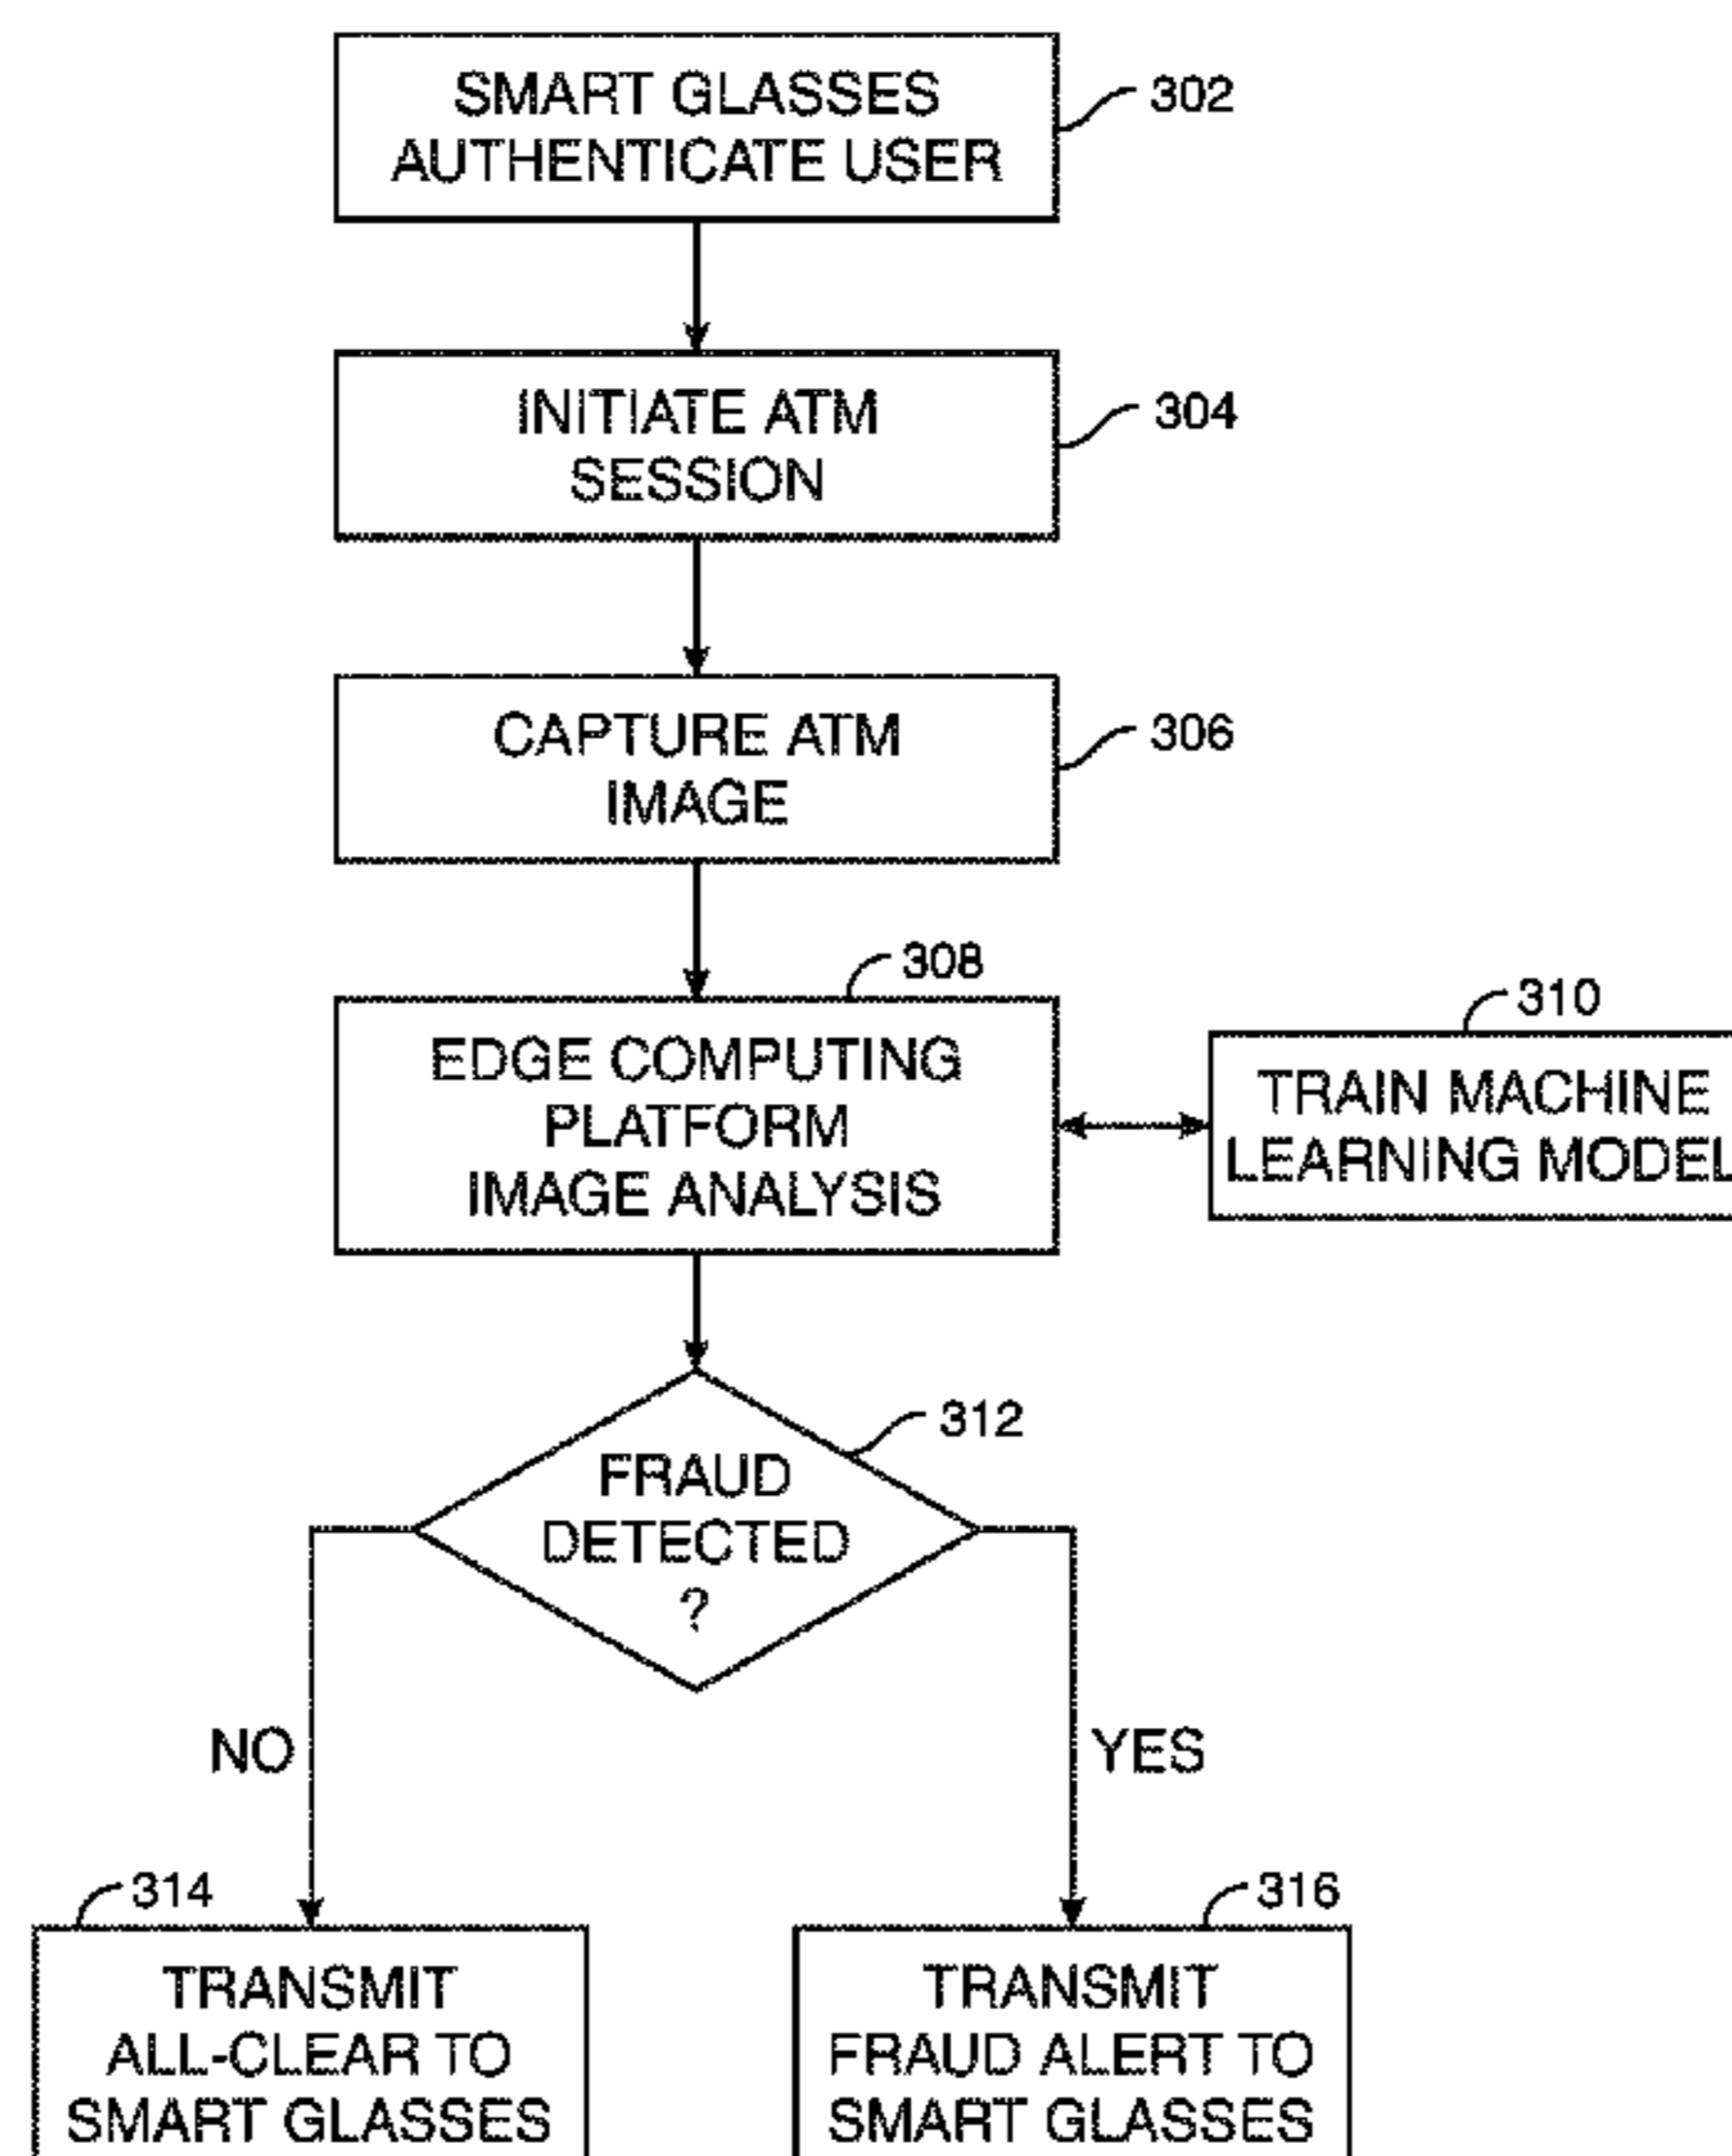 SMART GLASSES
AUTHENTICATE USER
302
INITIATE ATM
SESSION
304
CAPTURE ATM
IMAGE
306
308
EDGE COMPUTING
PLATFORM
IMAGE ANALYSIS
310
TRAIN MACHINE
LEARNING MODEL
312
FRAUD
DETECTED
?
NO
YES
314
TRANSMIT
ALL-CLEAR TO
SMART GLASSES
316
TRANSMIT
FRAUD ALERT TO
SMART GLASSES